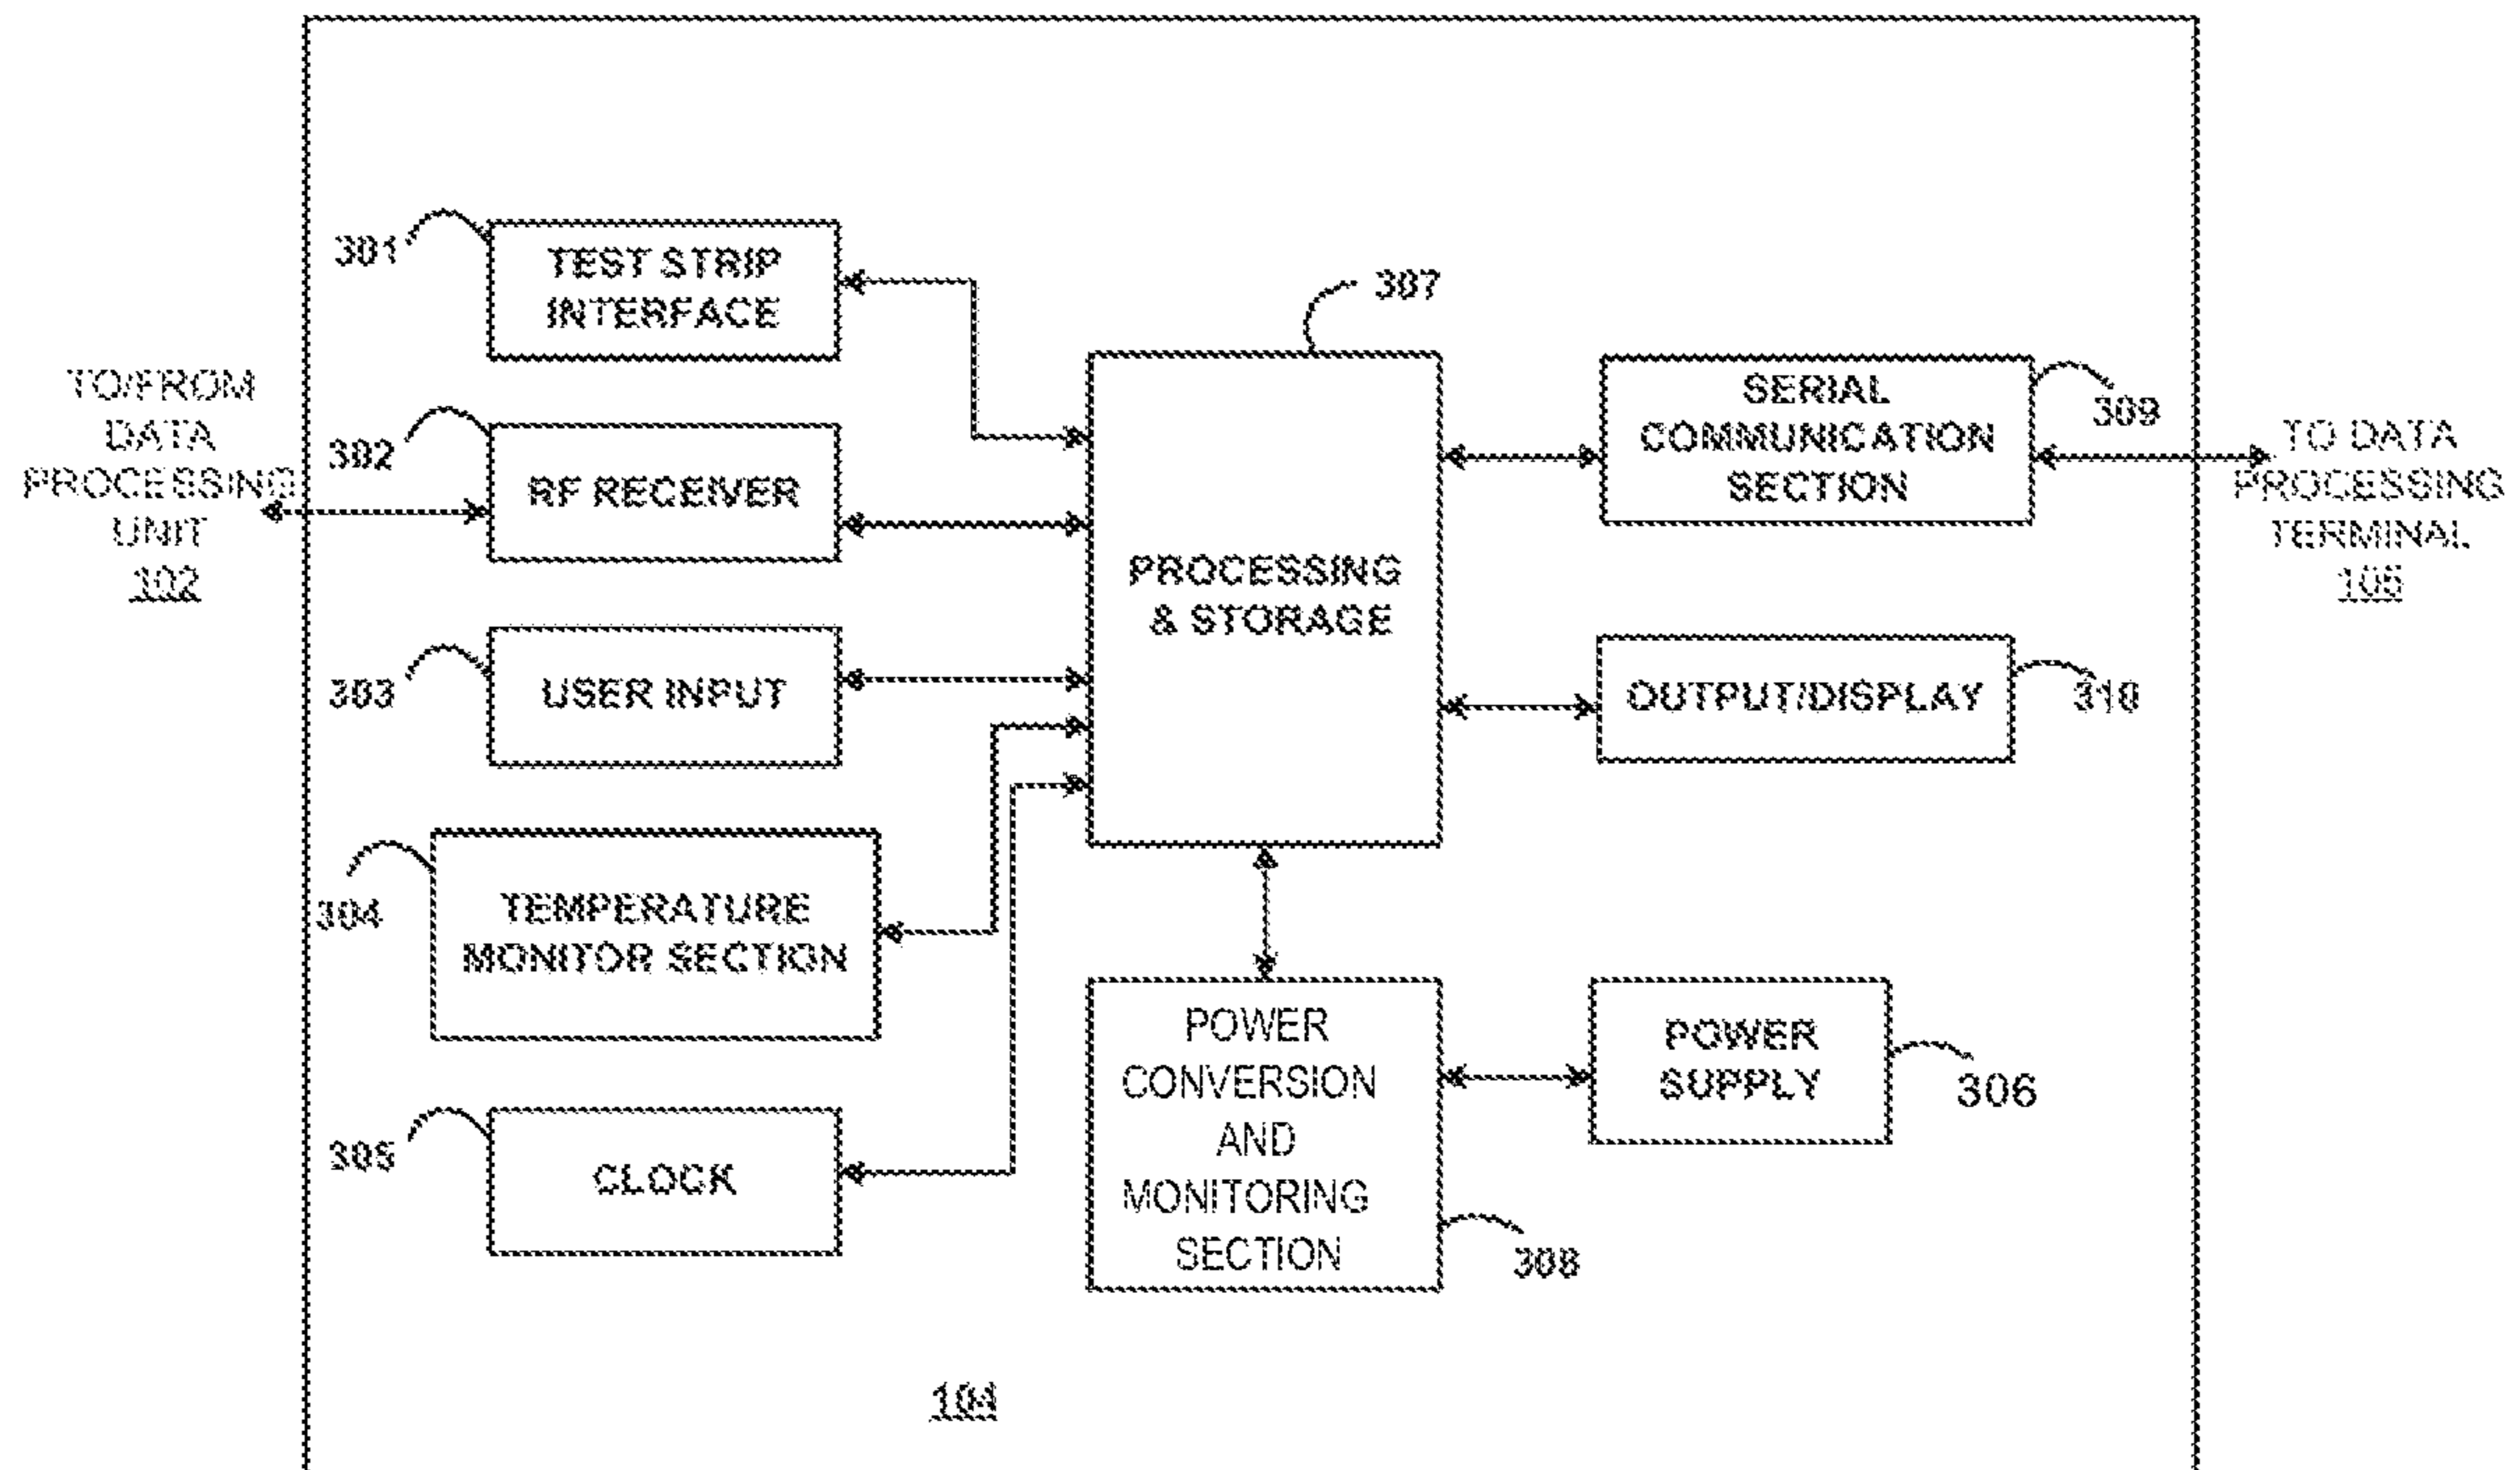 301
TEST STRIP
INTERFACE
307
TO/FROM
DATA
PROCESSING
UNIT
102
302
RF RECEIVER
PROCESSING
& STORAGE
SERIAL
COMMUNICATION
SECTION
309
TO DATA
PROCESSING
TERMINAL
105
303
USER INPUT
OUTPUT/DISPLAY
310
304
TEMPERATURE
MONITOR SECTION
POWER
CONVERSION
AND
MONITORING
SECTION
308
POWER
SUPPLY
306
305
CLOCK
104